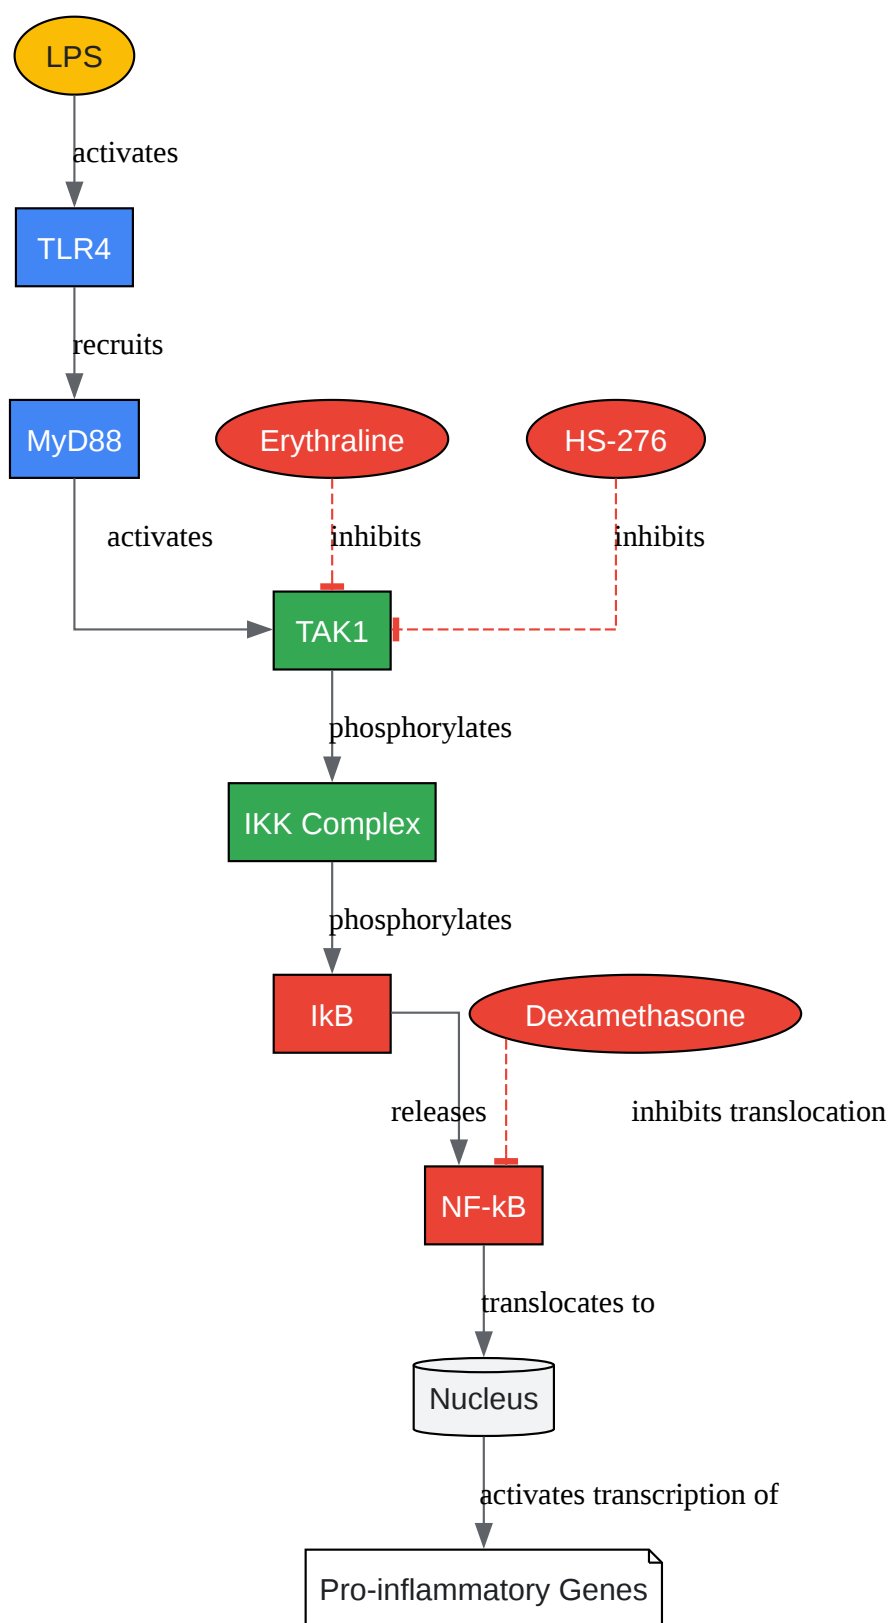 LPS
activates
TLR4
recruits
MyD88
Erythraline
HS-276
activates
inhibits
inhibits
TAK1
phosphorylates
IKK Complex
phosphorylates
IkB
Dexamethasone
releases
inhibits translocation
NF-kB
translocates to
Nucleus
activates transcription of
Pro-inflammatory Genes